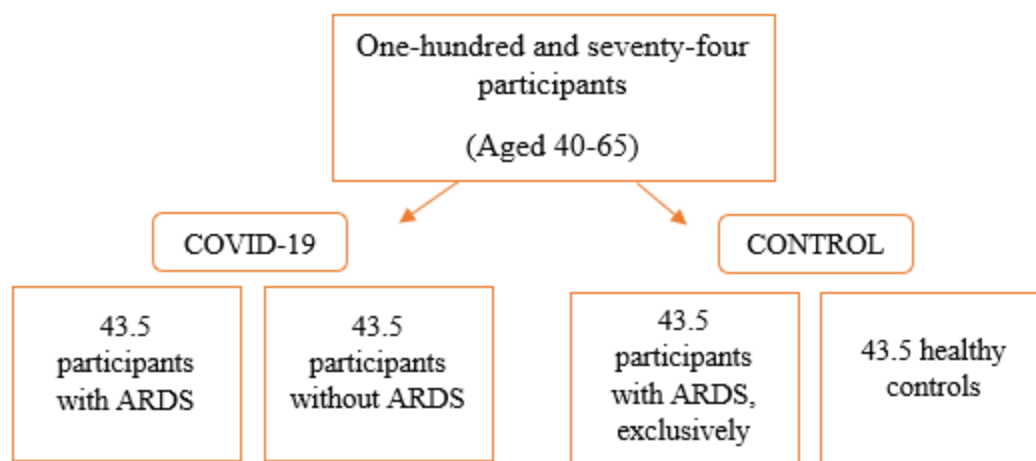 One-hundred and seventy-four
participants
(Aged 40-65)
COVID-19
CONTROL
43.5
participants
with ARDS
43.5
participants
without ARDS
43.5
participants
with ARDS,
exclusively
43.5 healthy
controls